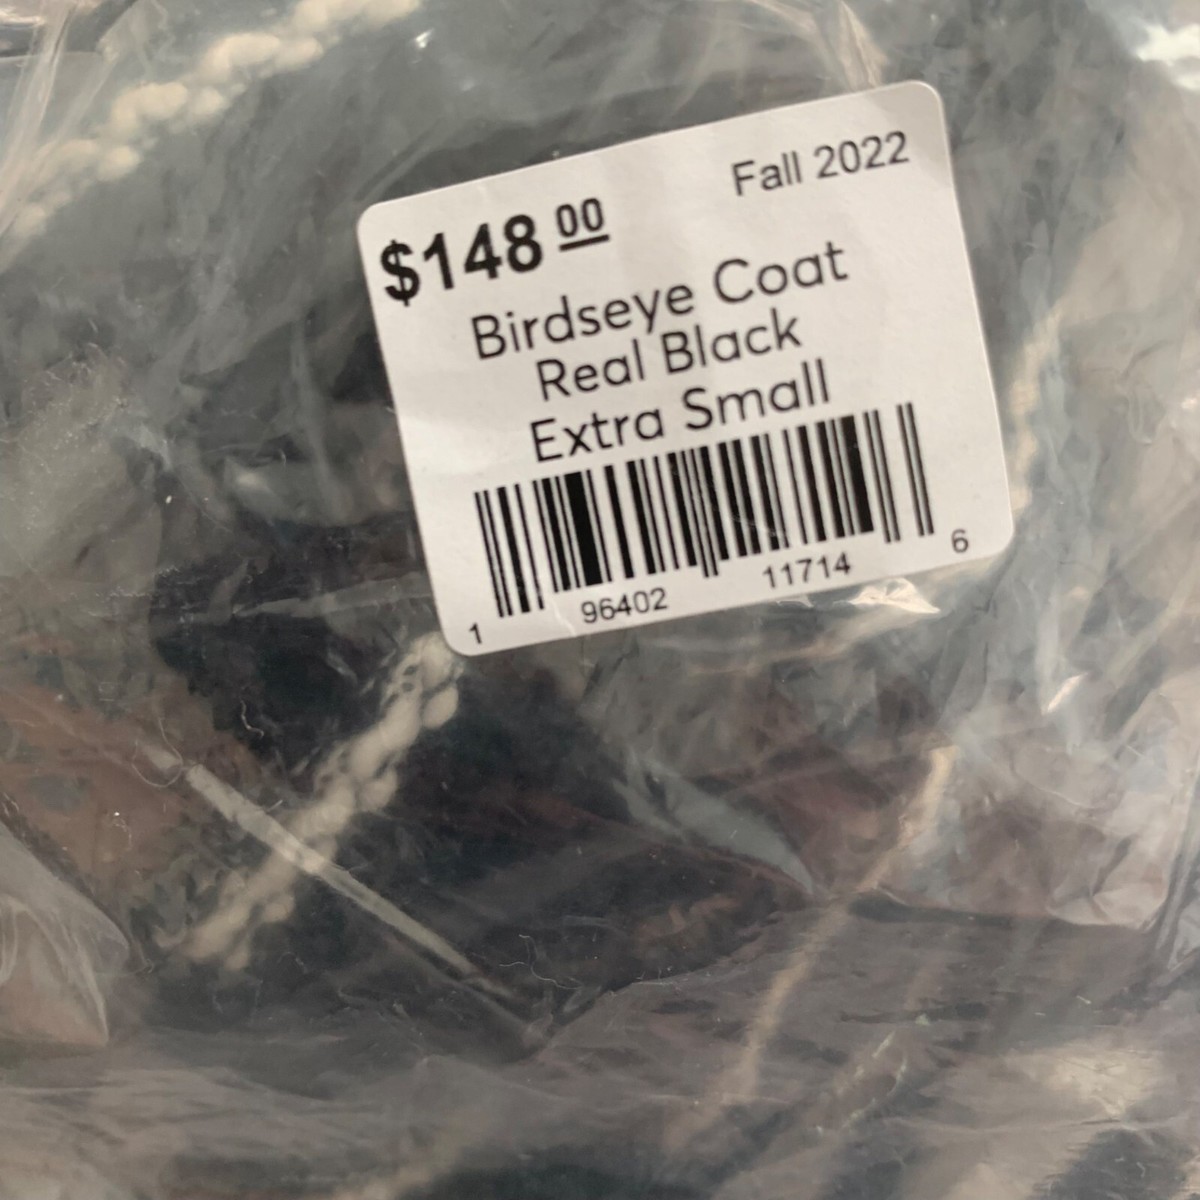 Fall 2022
$148 00
Birdseye Coat
Real Black
Extra Small
1 96402 11714 6